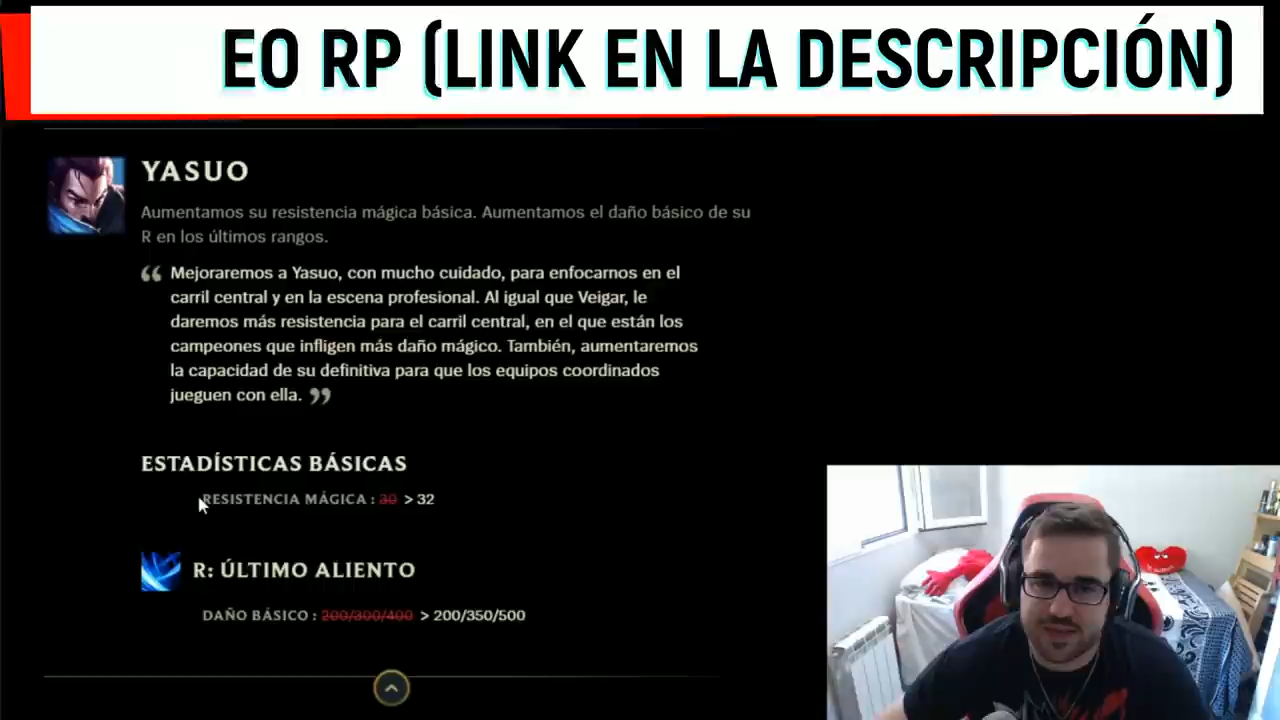 EO RP (LINK EN LA DESCRIPCIÓN)
YASUO
Aumentamos su resistencia mágica básica. Aumentamos el daño básico de su
R en los últimos rangos.
“ Mejoraremos a Yasuo, con mucho cuidado, para enfocarnos en el
carril central y en la escena profesional. Al igual que Veigar, le
daremos más resistencia para el carril central, en el que están los
campeones que infligen más daño mágico. También, aumentaremos
la capacidad de su definitiva para que los equipos coordinados
jueguen con ella. ”
ESTADÍSTICAS BÁSICAS
RESISTENCIA MÁGICA : 30 > 32
R: ÚLTIMO ALIENTO
DAÑO BÁSICO : 200/300/400 > 200/350/500